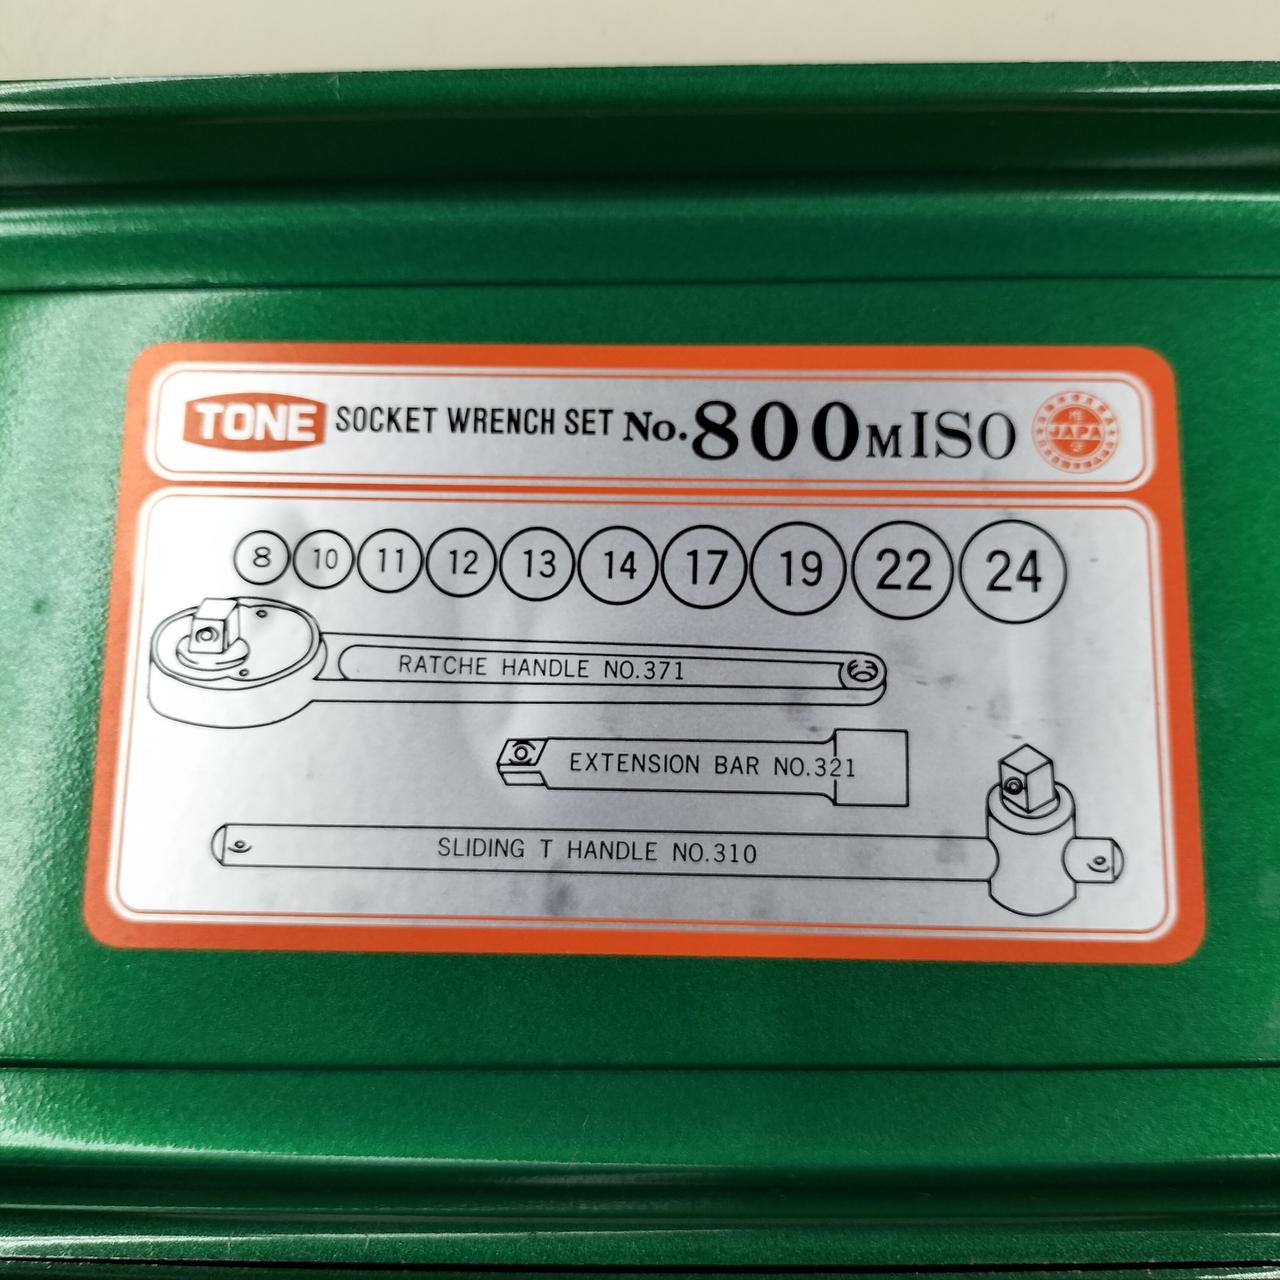 TONE SOCKET WRENCH SET No.800MISO JAPA
8 10 11 12 13 14 17 19 22 24
RATCHE HANDLE NO.371
EXTENSION BAR NO.321
SLIDING T HANDLE NO.310